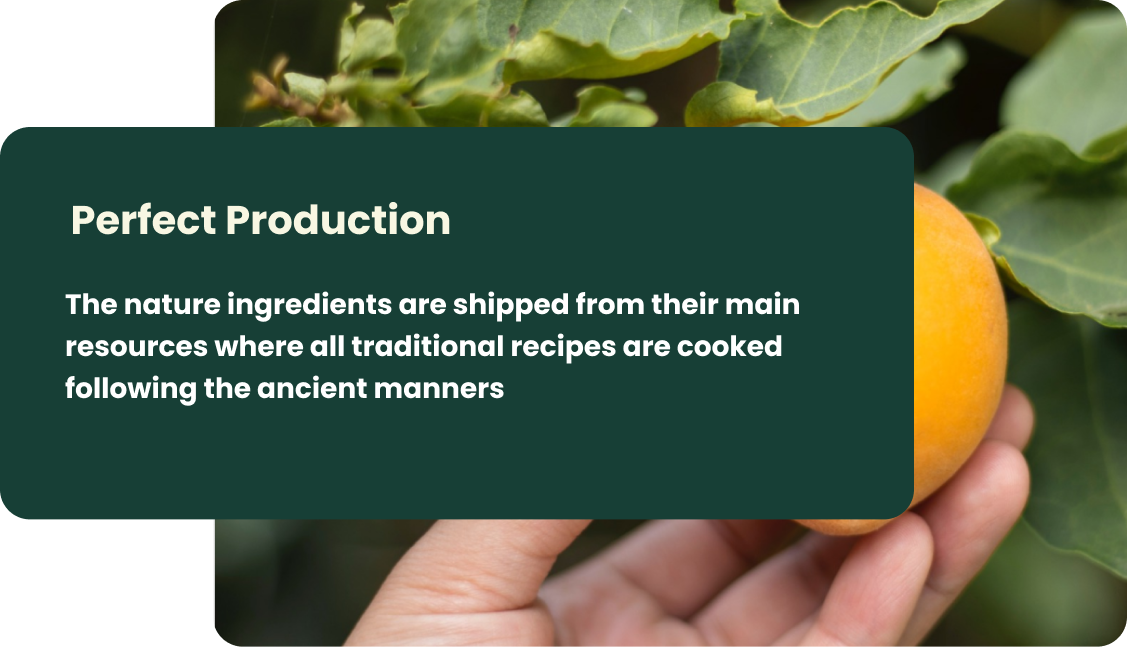 Perfect Production
The nature ingredients are shipped from their main
resources where all traditional recipes are cooked
following the ancient manners